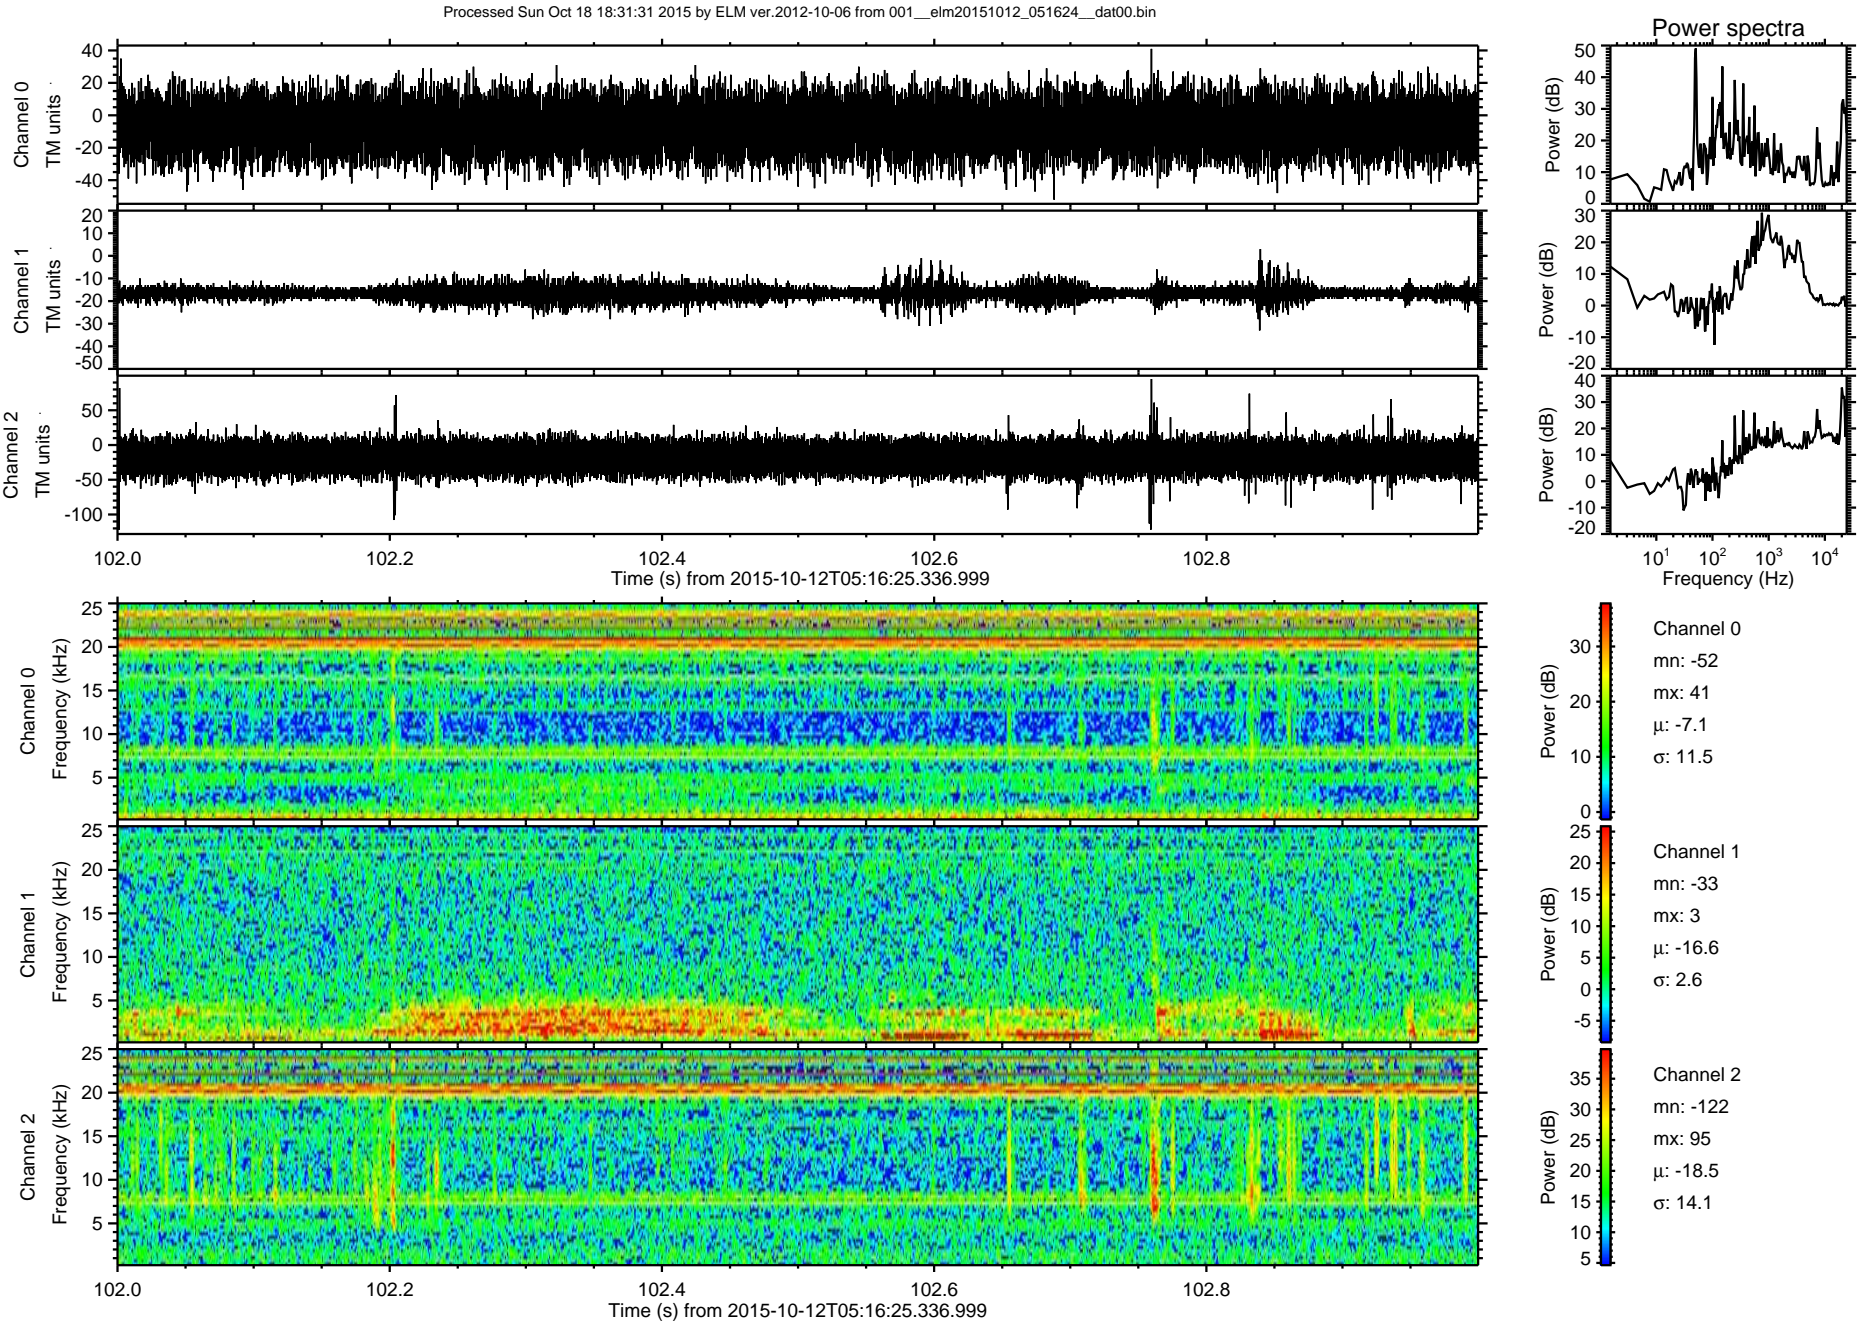 Processed Sun Oct 18 18:31:31 2015 by ELM ver.2012-10-06 from 001__elm20151012_051624__dat00.bin
Power spectra
Channel 0
TM units
40
20
0
-20
-40
Power (dB)
50
40
30
20
10
0
Channel 1
TM units
20
10
0
-10
-20
-30
-40
-50
Power (dB)
30
20
10
0
-10
-20
Channel 2
TM units
50
0
-50
-100
Power (dB)
40
30
20
10
0
-10
-20
102.0 102.2 102.4 102.6 102.8
Time (s) from 2015-10-12T05:16:25.336.999
10¹ 10² 10³ 10⁴
Frequency (Hz)
Channel 0
Frequency (kHz)
25
20
15
10
5
Power (dB)
30
20
10
0
Channel 0
mn: -52
mx: 41
μ: -7.1
σ: 11.5
Channel 1
Frequency (kHz)
25
20
15
10
5
Power (dB)
25
20
15
10
5
0
-5
Channel 1
mn: -33
mx: 3
μ: -16.6
σ: 2.6
Channel 2
Frequency (kHz)
25
20
15
10
5
Power (dB)
35
30
25
20
15
10
5
Channel 2
mn: -122
mx: 95
μ: -18.5
σ: 14.1
102.0 102.2 102.4 102.6 102.8
Time (s) from 2015-10-12T05:16:25.336.999